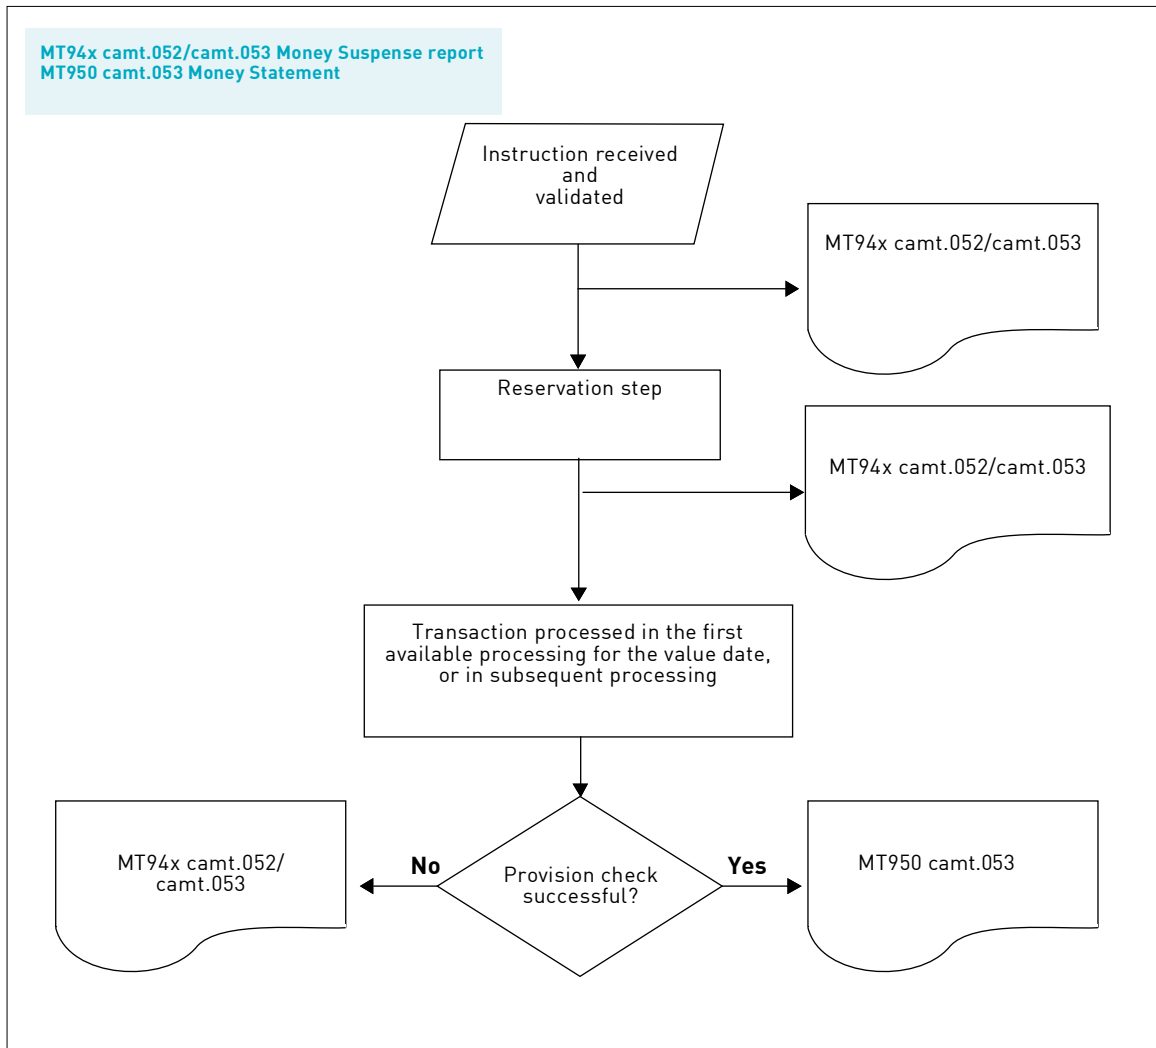 MT94x camt.052/camt.053 Money Suspense report
MT950 camt.053 Money Statement
Instruction received
and
validated
MT94x camt.052/camt.053
Reservation step
MT94x camt.052/camt.053
Transaction processed in the first
available processing for the value date,
or in subsequent processing
MT94x camt.052/
camt.053
No
Provision check
successful?
Yes
MT950 camt.053